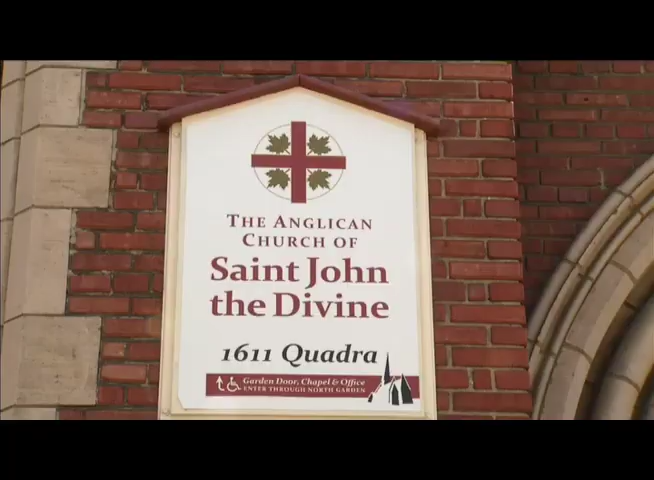 THE ANGLICAN
CHURCH OF
Saint John
the Divine
1611 Quadra
Garden Door, Chapel & Office
ENTER THROUGH NORTH GARDEN